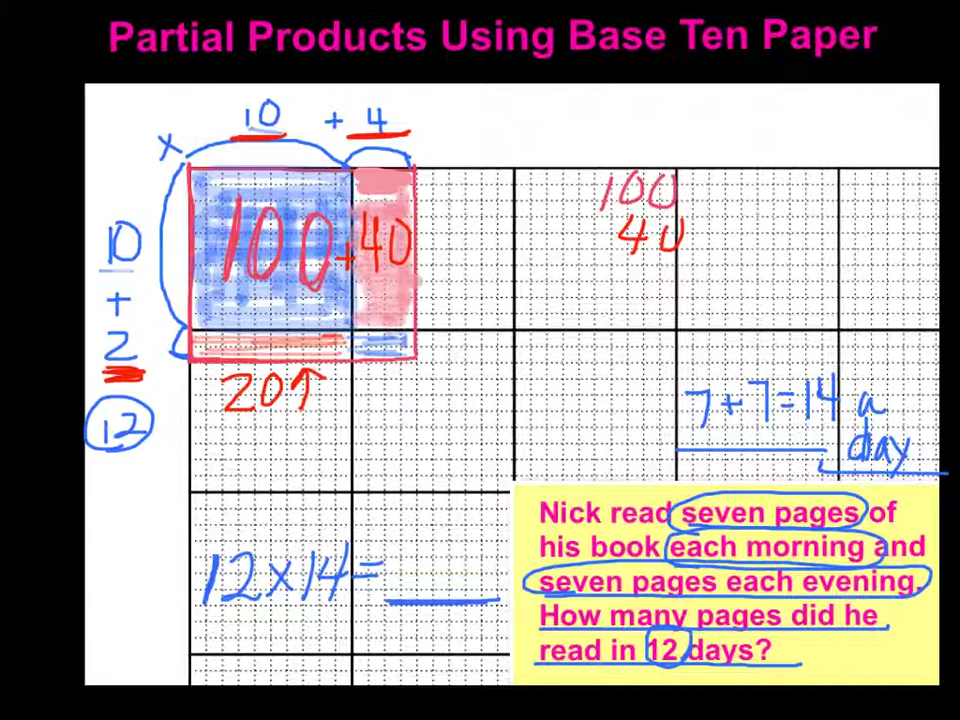 Partial Products Using Base Ten Paper
10 + 4
x
10
+
2
12
100 + 40
20↑
100
40
7+7=14 a
day
12x14= ____
Nick read seven pages of
his book each morning and
seven pages each evening.
How many pages did he
read in 12 days?